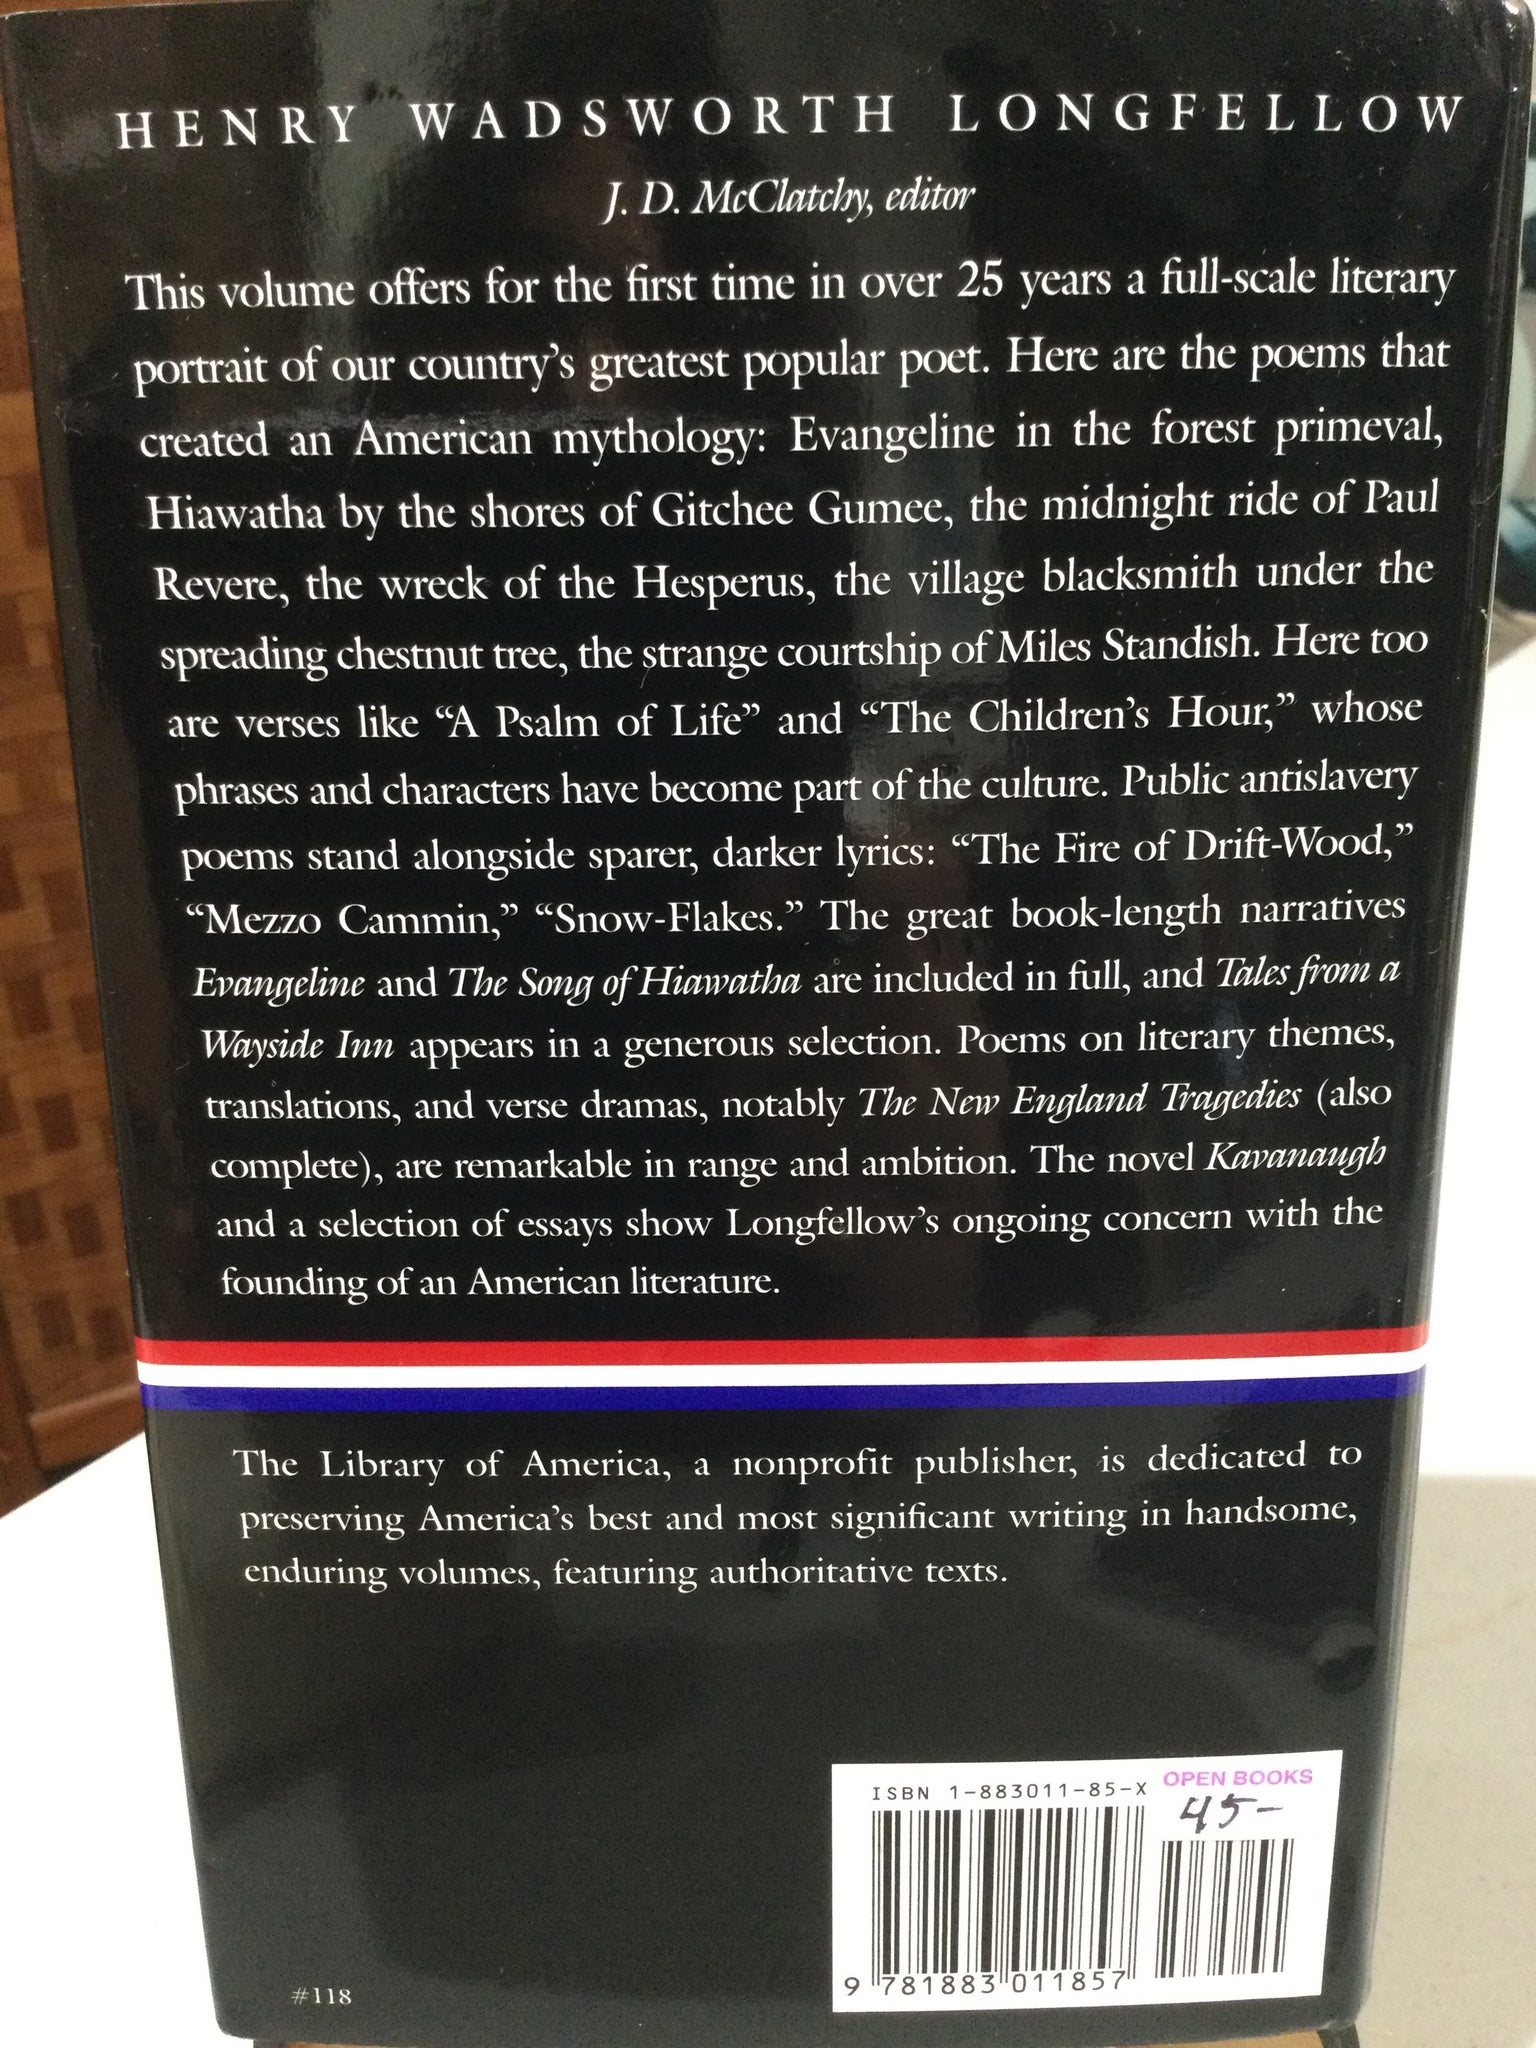 HENRY WADSWORTH LONGFELLOW
J. D. McClatchy, editor
This volume offers for the first time in over 25 years a full-scale literary
portrait of our country's greatest popular poet. Here are the poems that
created an American mythology: Evangeline in the forest primeval,
Hiawatha by the shores of Gitchee Gumee, the midnight ride of Paul
Revere, the wreck of the Hesperus, the village blacksmith under the
spreading chestnut tree, the strange courtship of Miles Standish. Here too
are verses like “A Psalm of Life” and “The Children's Hour,” whose
phrases and characters have become part of the culture. Public antislavery
poems stand alongside sparer, darker lyrics: “The Fire of Drift-Wood,”
“Mezzo Cammin,” “Snow-Flakes.” The great book-length narratives
Evangeline and The Song of Hiawatha are included in full, and Tales from a
Wayside Inn appears in a generous selection. Poems on literary themes,
translations, and verse dramas, notably The New England Tragedies (also
complete), are remarkable in range and ambition. The novel Kavanaugh
and a selection of essays show Longfellow's ongoing concern with the
founding of an American literature.
The Library of America, a nonprofit publisher, is dedicated to
preserving America's best and most significant writing in handsome,
enduring volumes, featuring authoritative texts.
ISBN 1-883011-85-X
OPEN BOOKS
45-
9 781883 011857
#118